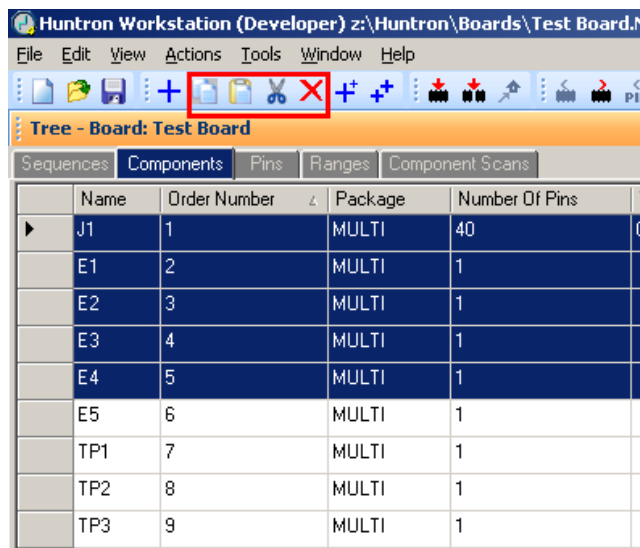 Huntron Workstation (Developer) z:\Huntron\Boards\Test Board.
File Edit View Actions Tools Window Help
Tree - Board: Test Board
Sequences Components Pins Ranges Component Scans
Name Order Number Package Number Of Pins
J1 1 MULTI 40
E1 2 MULTI 1
E2 3 MULTI 1
E3 4 MULTI 1
E4 5 MULTI 1
E5 6 MULTI 1
TP1 7 MULTI 1
TP2 8 MULTI 1
TP3 9 MULTI 1